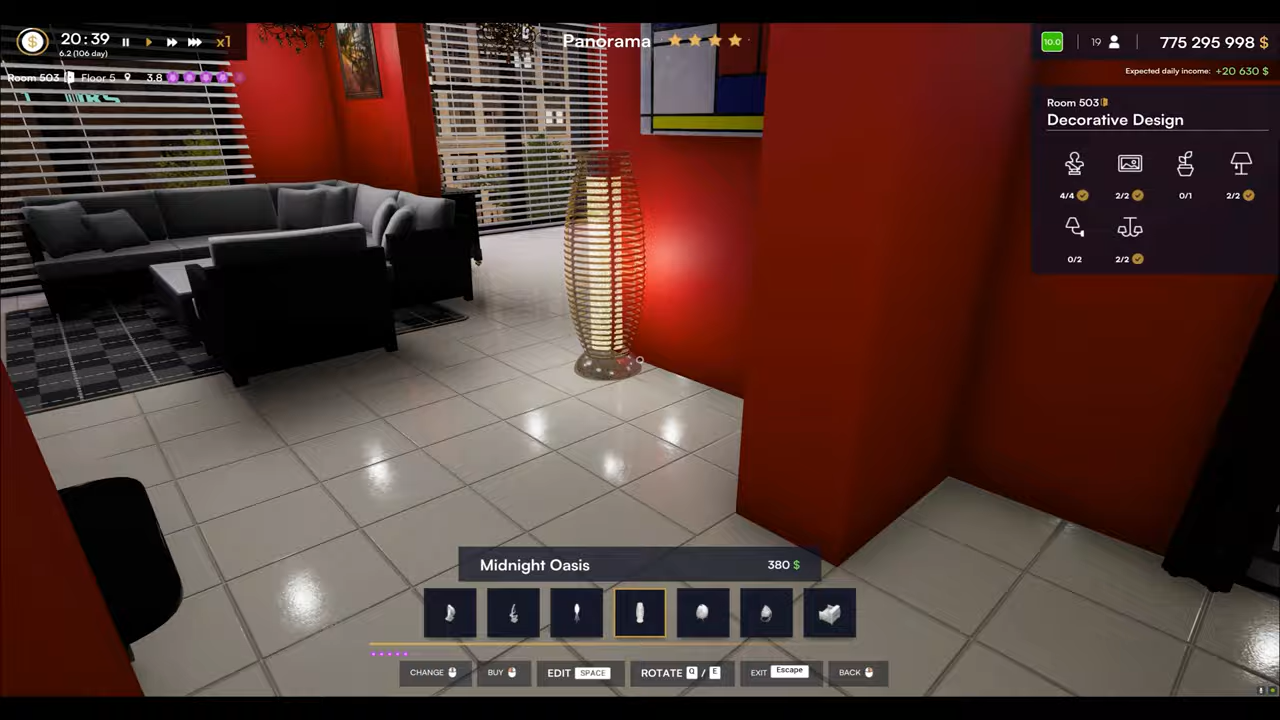 20:39
x1
6.2 (106 day)
Room 503
Floor 5
3.8
Panorama
10.0
19
775 295 998 $
Expected daily income: +20 630 $
Room 503
Decorative Design
4/4
2/2
0/1
2/2
0/2
2/2
Midnight Oasis
380 $
CHANGE
BUY
EDIT SPACE
ROTATE Q / E
EXIT Escape
BACK